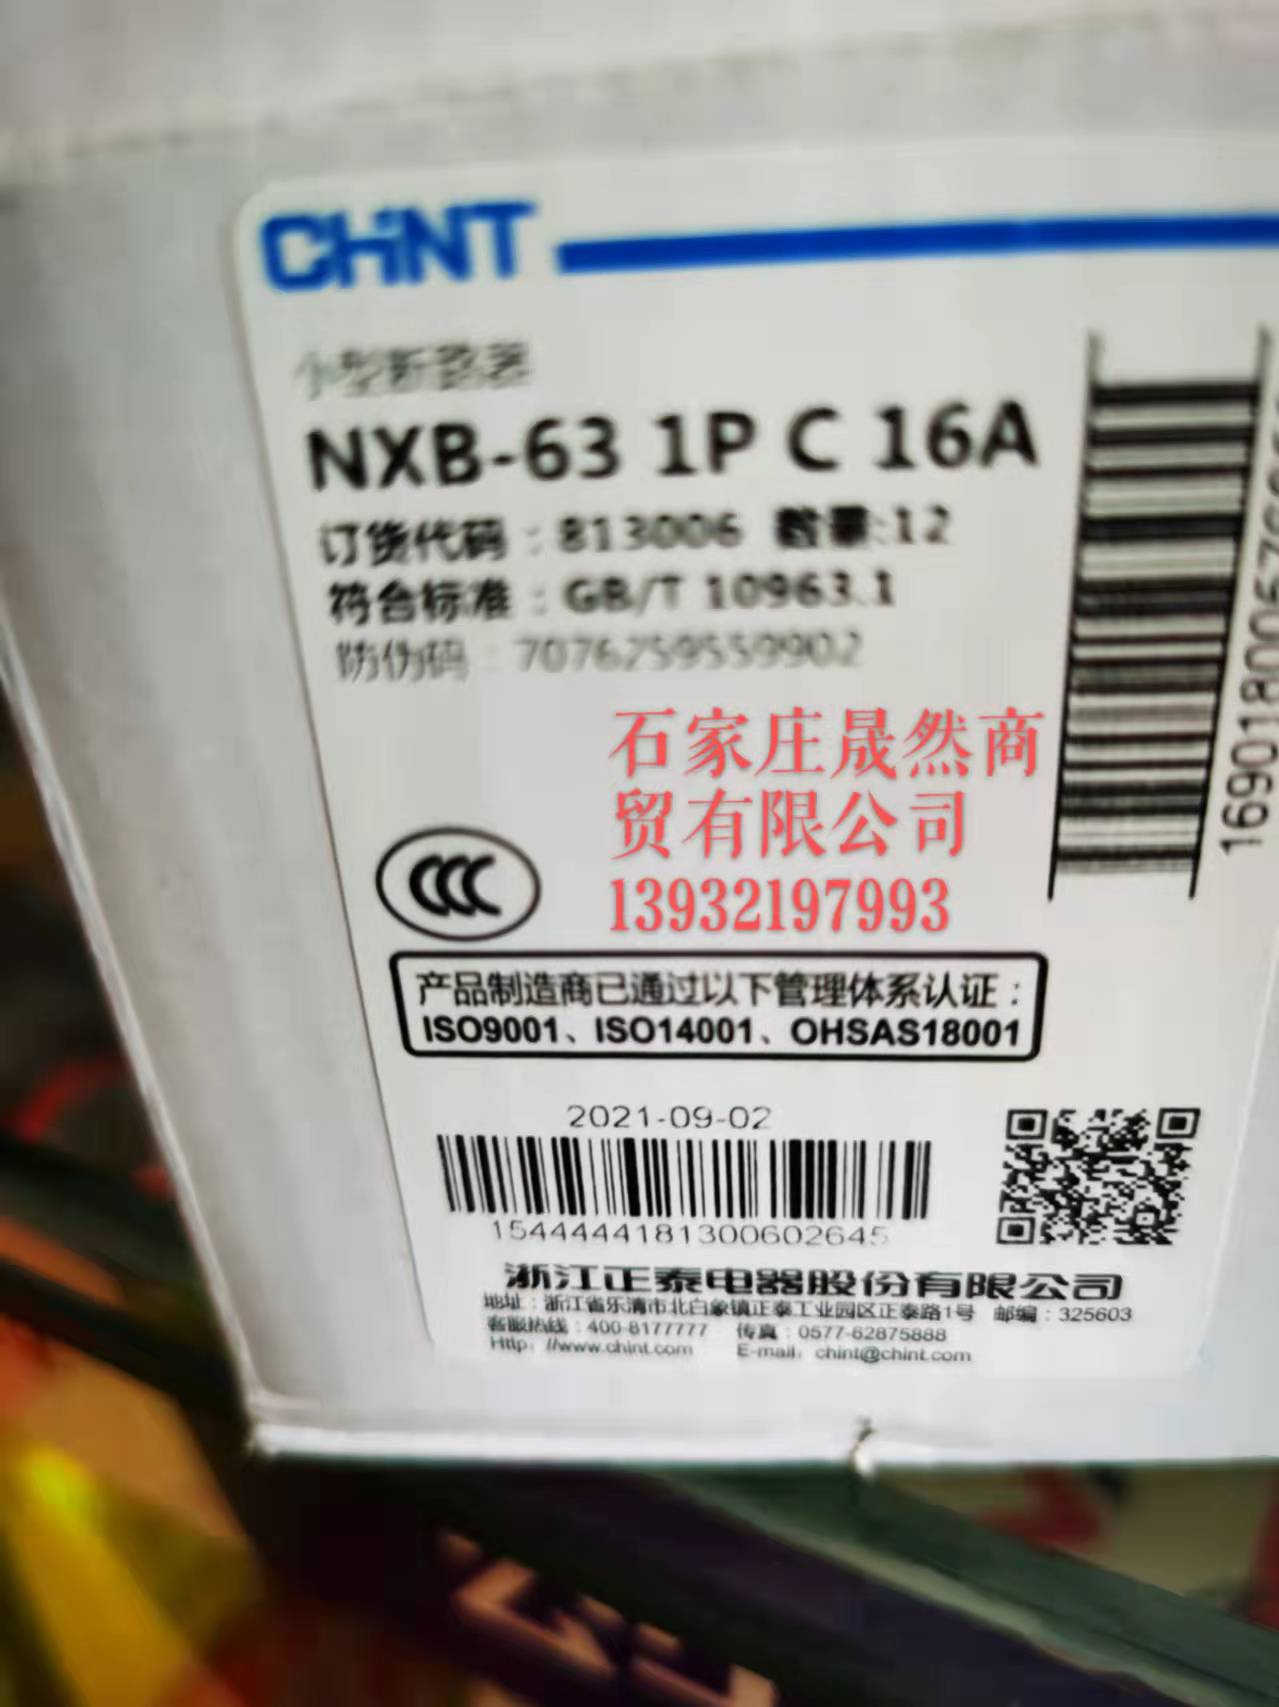 CHNT
小型断路器
NXB-63 1P C 16A
订货代码：813006 数量:12
符合标准：GB/T 10963.1
防伪码：7076259559902
石家庄晟然商
贸有限公司
13932197993
产品制造商已通过以下管理体系认证：
ISO9001、ISO14001、OHSAS18001
2021-09-02
1544444181300602645
浙江正泰电器股份有限公司
地址：浙江省乐清市北白象镇正泰工业园区正泰路1号 邮编：325603
客服热线：400-8177777 传真：0577-62875888
Http：//www.chint.com E-mail：chint@chint.com